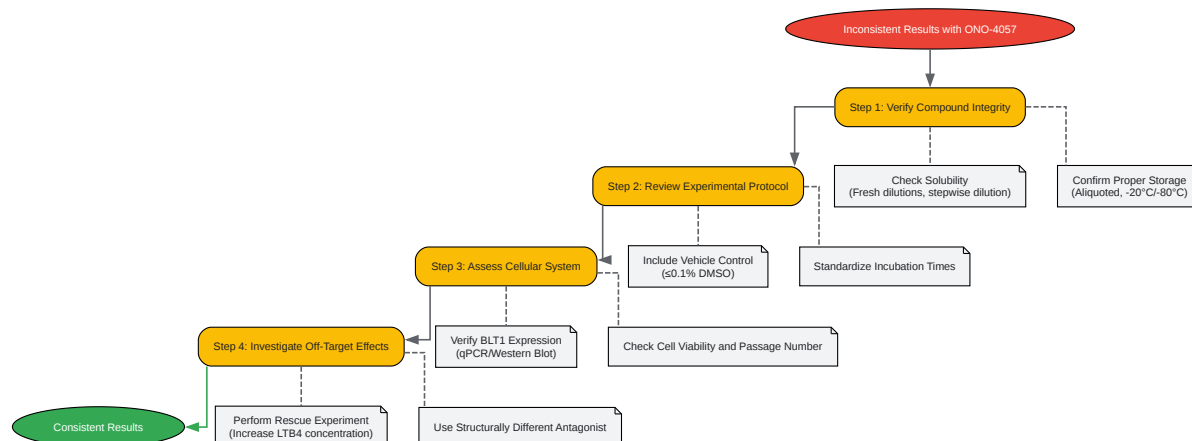 Inconsistent Results with ONO-4057
Step 1: Verify Compound Integrity
Check Solubility
(Fresh dilutions, stepwise dilution)
Confirm Proper Storage
(Aliquoted, -20°C/-80°C)
Step 2: Review Experimental Protocol
Include Vehicle Control
(≤0.1% DMSO)
Standardize Incubation Times
Step 3: Assess Cellular System
Verify BLT1 Expression
(qPCR/Western Blot)
Check Cell Viability and Passage Number
Step 4: Investigate Off-Target Effects
Perform Rescue Experiment
(Increase LTB4 concentration)
Use Structurally Different Antagonist
Consistent Results